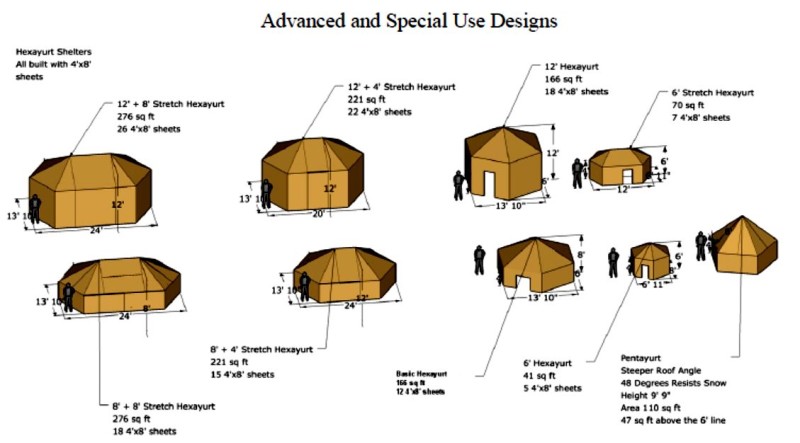 Advanced and Special Use Designs
Hexayurt Shelters
All built with 4'x8'
sheets
12' + 8' Stretch Hexayurt
276 sq ft
26 4'x8' sheets
12' + 4' Stretch Hexayurt
221 sq ft
22 4'x8' sheets
12' Hexayurt
166 sq ft
18 4'x8' sheets
6' Stretch Hexayurt
70 sq ft
7 4'x8' sheets
12'
13' 10
24'
12'
13' 10
20'
12'
6'
13' 10"
6'
12'
13' 10
8'
24'
13' 10
12'
24'
8'
13' 10"
6'
6' 11"
8' + 4' Stretch Hexayurt
221 sq ft
15 4'x8' sheets
8' + 8' Stretch Hexayurt
276 sq ft
18 4'x8' sheets
Basic Hexayurt
166 sq ft
12 4'x8' sheets
6' Hexayurt
41 sq ft
5 4'x8' sheets
Pentayurt
Steeper Roof Angle
48 Degrees Resists Snow
Height 9' 9"
Area 110 sq ft
47 sq ft above the 6' line